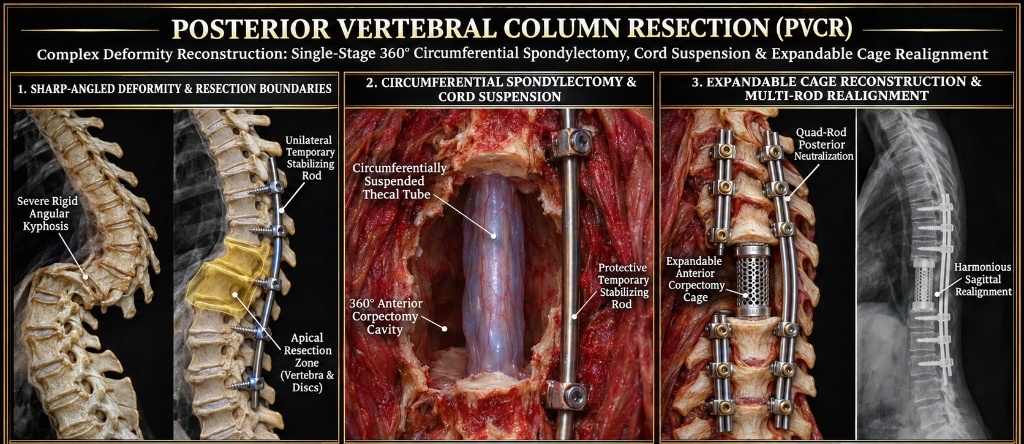 POSTERIOR VERTEBRAL COLUMN RESECTION (PVCR)
Complex Deformity Reconstruction: Single-Stage 360° Circumferential Spondylectomy, Cord Suspension & Expandable Cage Realignment
1. SHARP-ANGLED DEFORMITY & RESECTION BOUNDARIES
Severe Rigid
Angular
Kyphosis
Unilateral
Temporary
Stabilizing
Rod
Apical
Resection
Zone
(Vertebra
& Discs)
2. CIRCUMFERENTIAL SPONDYLECTOMY &
CORD SUSPENSION
Circumferentially
Suspended
Thecal Tube
360° Anterior
Corpectomy
Cavity
Protective
Temporary
Stabilizing
Rod
3. EXPANDABLE CAGE RECONSTRUCTION &
MULTI-ROD REALIGNMENT
Quad-Rod
Posterior
Neutralization
Expandable
Anterior
Corpectomy
Cage
Harmonious
Sagittal
Realignment